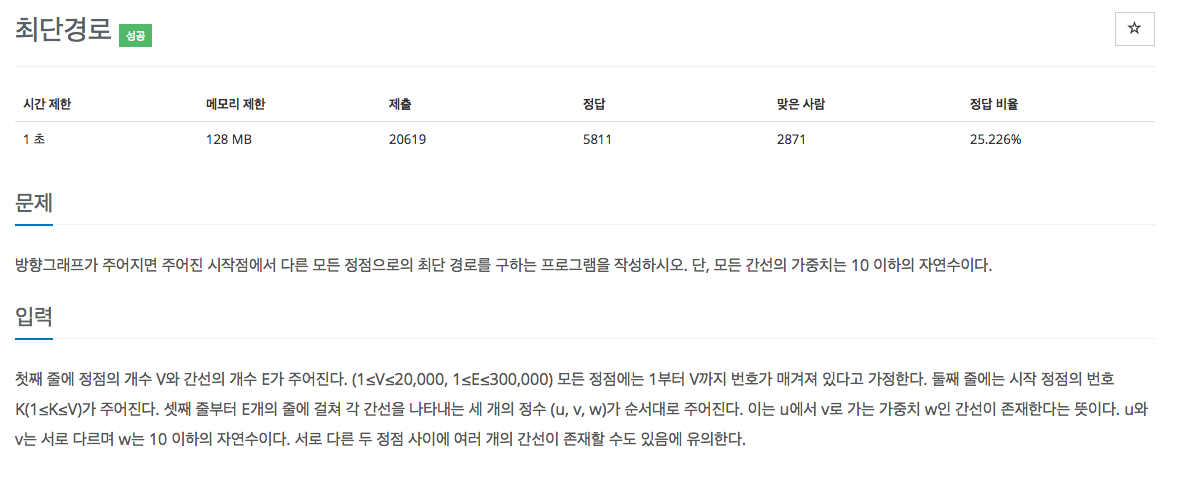 최단경로 성공
☆
시간 제한 메모리 제한 제출 정답 맞은 사람 정답 비율
1 초 128 MB 20619 5811 2871 25.226%
문제
방향그래프가 주어지면 주어진 시작점에서 다른 모든 정점으로의 최단 경로를 구하는 프로그램을 작성하시오. 단, 모든 간선의 가중치는 10 이하의 자연수이다.
입력
첫째 줄에 정점의 개수 V와 간선의 개수 E가 주어진다. (1≤V≤20,000, 1≤E≤300,000) 모든 정점에는 1부터 V까지 번호가 매겨져 있다고 가정한다. 둘째 줄에는 시작 정점의 번호
K(1≤K≤V)가 주어진다. 셋째 줄부터 E개의 줄에 걸쳐 각 간선을 나타내는 세 개의 정수 (u, v, w)가 순서대로 주어진다. 이는 u에서 v로 가는 가중치 w인 간선이 존재한다는 뜻이다. u와
v는 서로 다르며 w는 10 이하의 자연수이다. 서로 다른 두 정점 사이에 여러 개의 간선이 존재할 수도 있음에 유의한다.